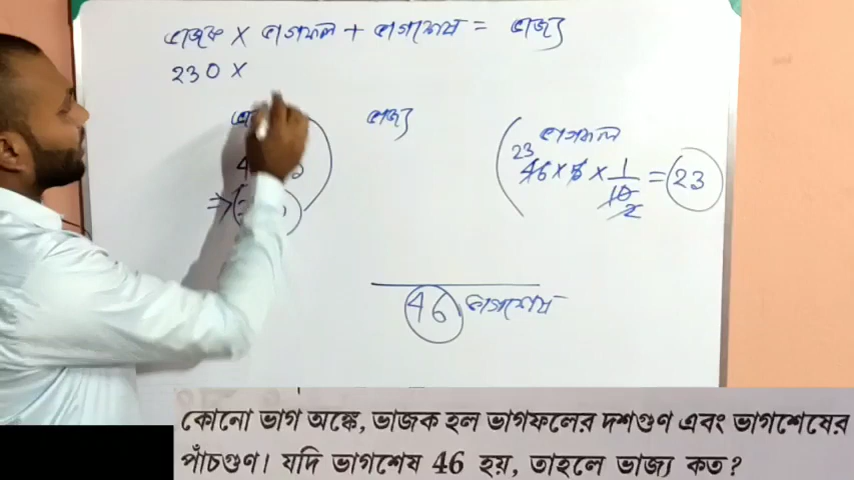 ভাজক × ভাগফল + ভাগশেষ = ভাজ্য
230 ×
ভাজ্য
ভাগফল
23
46 × 5 × 1/10 = 23
2
46 ভাগশেষ
কোনো ভাগ অঙ্কে, ভাজক হল ভাগফলের দশগুণ এবং ভাগশেষের
পাঁচগুণ। যদি ভাগশেষ 46 হয়, তাহলে ভাজ্য কত?